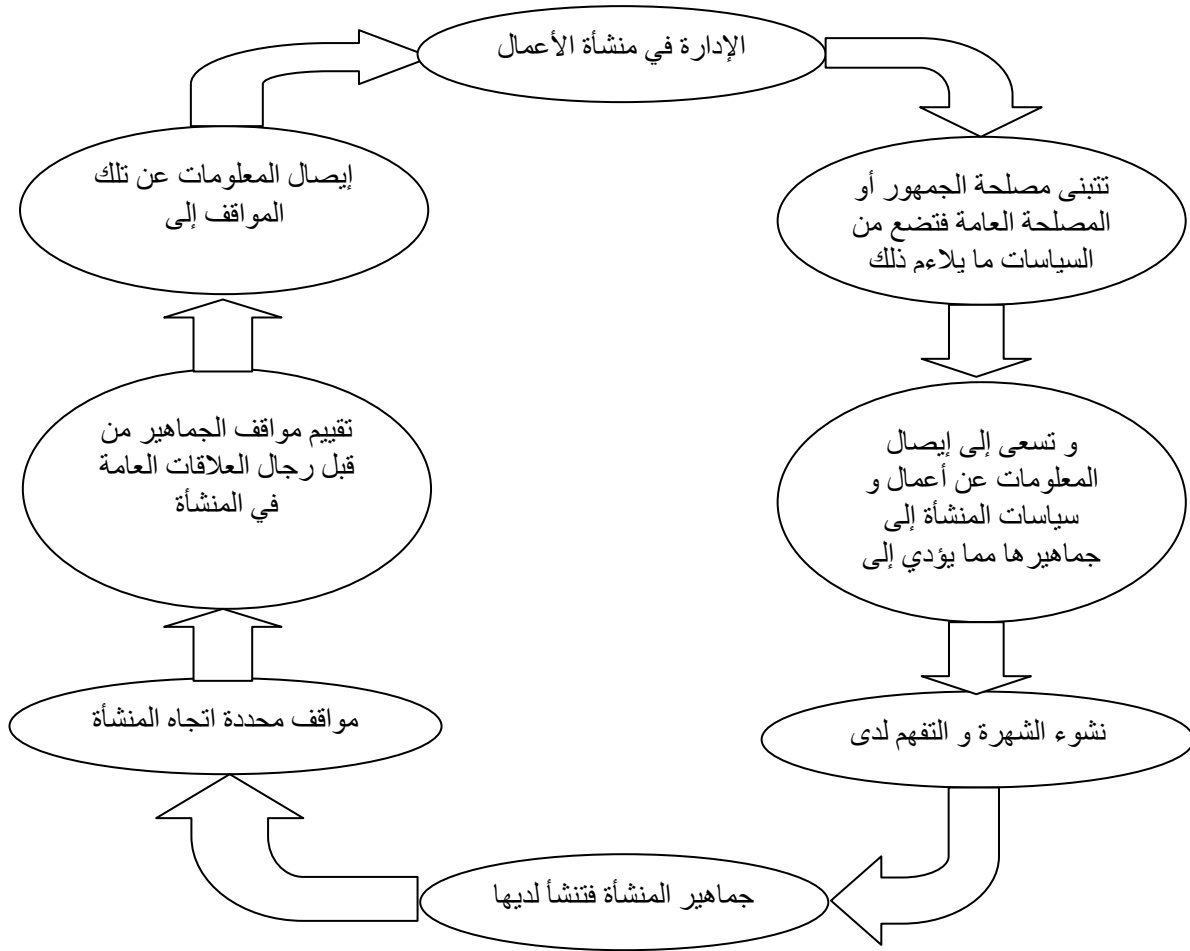 الإدارة في منشأة الأعمال
تتبنى مصلحة الجمهور أو
المصلحة العامة فتضع من
السياسات ما يلاءم ذلك
و تسعى إلى إيصال
المعلومات عن أعمال و
سياسات المنشأة إلى
جماهيرها مما يؤدي إلى
نشوء الشهرة و التفهم لدى
جماهير المنشأة فتنشأ لديها
مواقف محددة اتجاه المنشأة
تقييم مواقف الجماهير من
قبل رجال العلاقات العامة
في المنشأة
إيصال المعلومات عن تلك
المواقف إلى